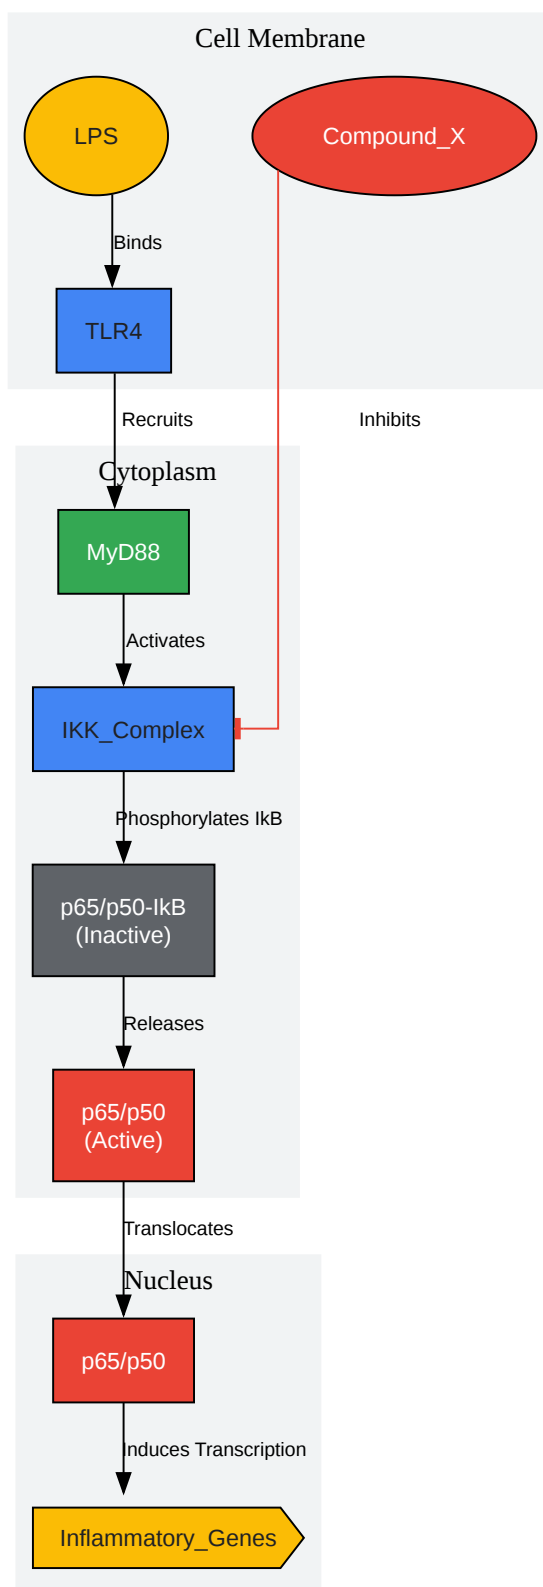 Cell Membrane
LPS
Compound_X
Binds
TLR4
Recruits
Inhibits
Cytoplasm
MyD88
Activates
IKK_Complex
Phosphorylates IkB
p65/p50-IkB
(Inactive)
Releases
p65/p50
(Active)
Translocates
Nucleus
p65/p50
Induces Transcription
Inflammatory_Genes